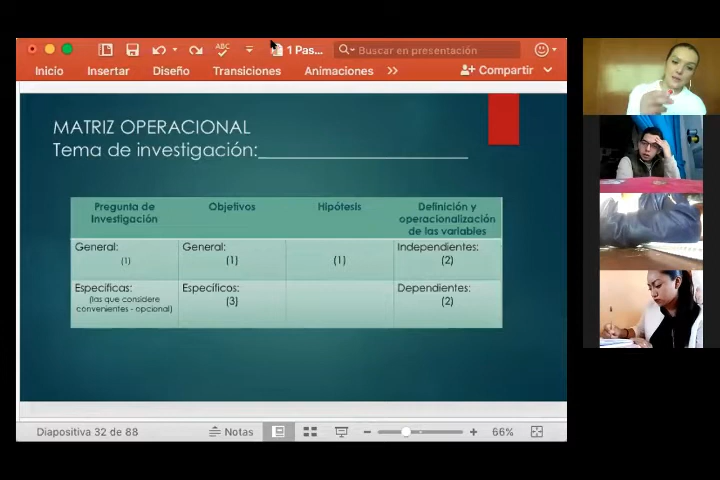 ABC
1 Pas...
Buscar en presentación
Inicio
Insertar
Diseño
Transiciones
Animaciones
>>
Compartir
MATRIZ OPERACIONAL
Tema de investigación:______________________
Pregunta de
Investigación
Objetivos
Hipótesis
Definición y
operacionalización
de las variables
General:
(1)
General:
(1)
(1)
Independientes:
(2)
Específicas:
(las que considere
convenientes - opcional)
Específicos:
(3)
Dependientes:
(2)
Diapositiva 32 de 88
Notas
66%